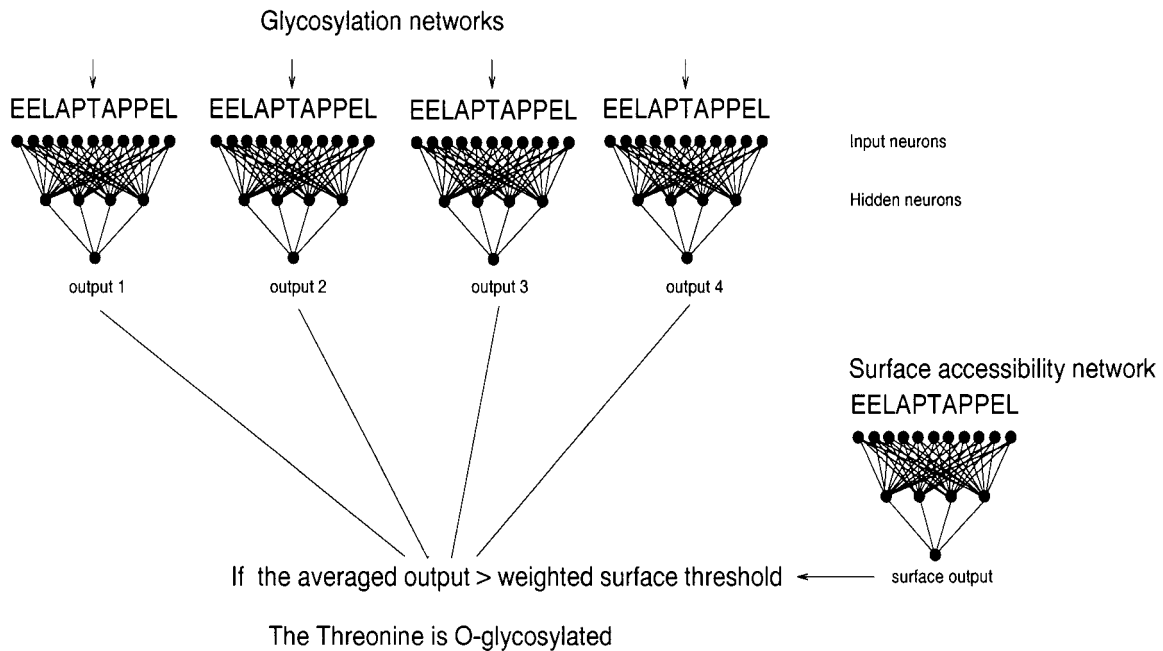 Glycosylation networks
EELAPTAPPEL EELAPTAPPEL EELAPTAPPEL EELAPTAPPEL
Input neurons
Hidden neurons
output 1 output 2 output 3 output 4
Surface accessibility network
EELAPTAPPEL
If the averaged output > weighted surface threshold
surface output
The Threonine is O-glycosylated